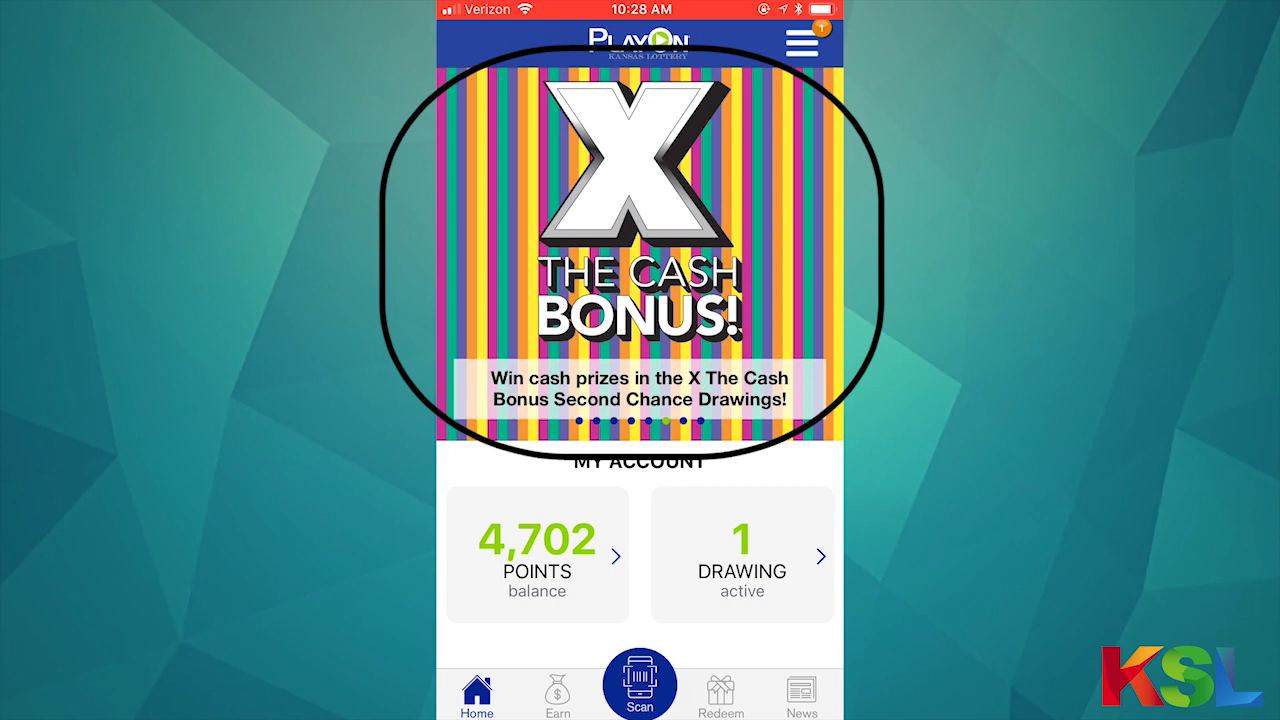 Verizon 10:28 AM
PLAYON
KANSAS LOTTERY
1
X
THE CASH
BONUS!
Win cash prizes in the X The Cash
Bonus Second Chance Drawings!
MY ACCOUNT
4,702 1
POINTS DRAWING
balance active
Home Earn Scan Redeem News
KSL